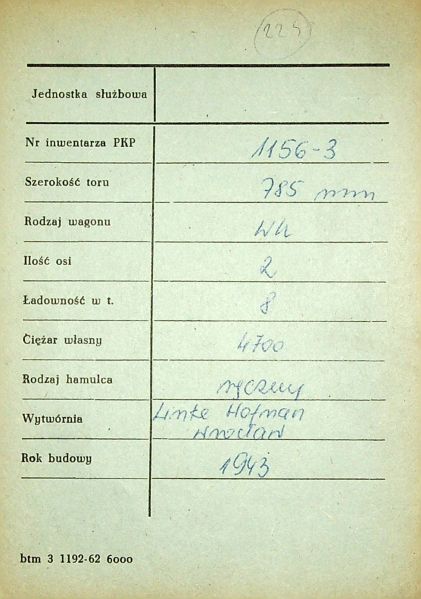 225
Jednostka służbowa
Nr inwentarza PKP 1156-3
Szerokość toru 785 mm
Rodzaj wagonu Wh
Ilość osi 2
Ładowność w t. 8
Ciężar własny 4700
Rodzaj hamulca ręczny
Wytwórnia Linke Hofman
Wrocław
Rok budowy 1943
btm 3 1192-62 6000